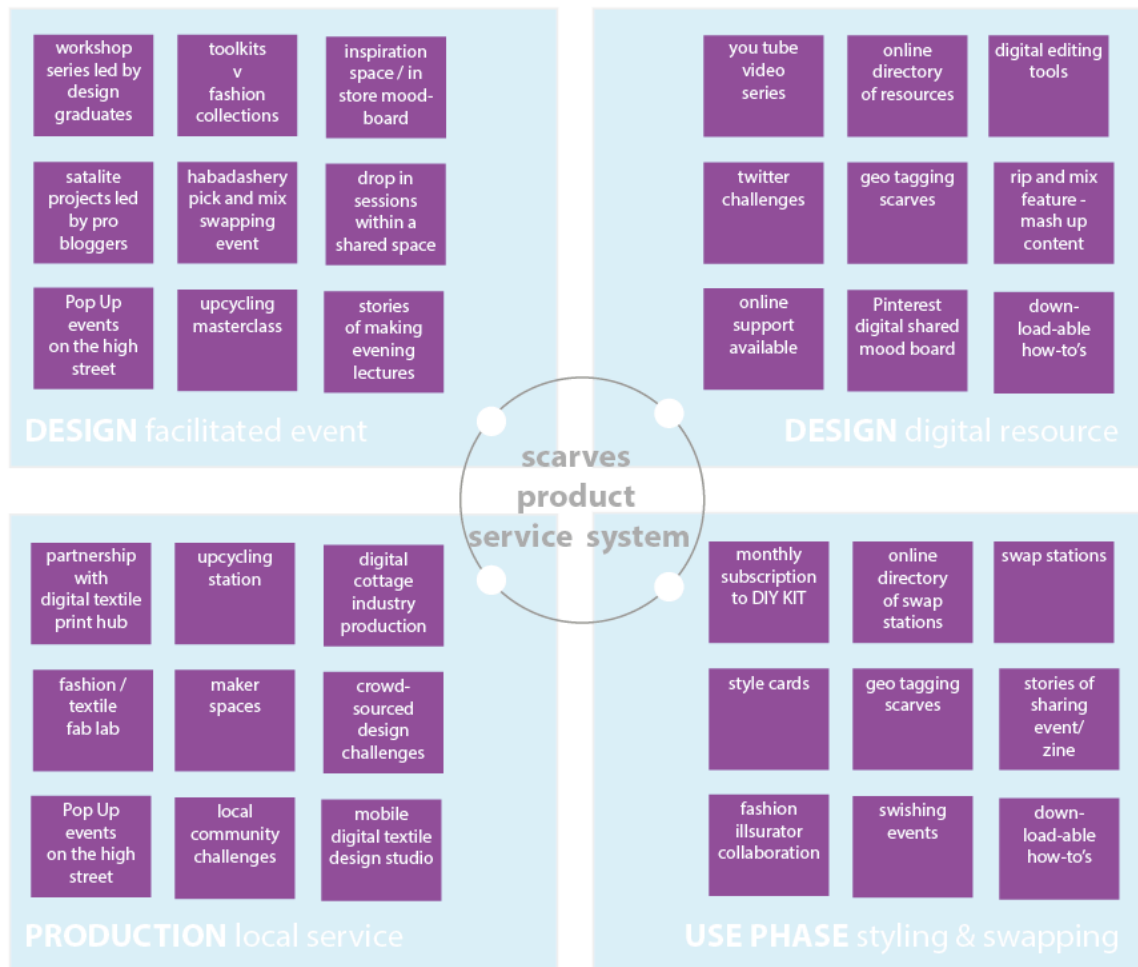 workshop
series led by
design
graduates
toolkits
v
fashion
collections
inspiration
space / in
store mood-
board
satalite
projects led
by pro
bloggers
habadashery
pick and mix
swapping
event
drop in
sessions
within a
shared space
Pop Up
events
on the high
street
upcycling
masterclass
stories
of making
evening
lectures
DESIGN facilitated event
you tube
video
series
online
directory
of resources
digital editing
tools
twitter
challenges
geo tagging
scarves
rip and mix
feature -
mash up
content
online
support
available
Pinterest
digital shared
mood board
down-
load-able
how-to's
DESIGN digital resource
scarves
product
service system
partnership
with
digital textile
print hub
upcycling
station
digital
cottage
industry
production
fashion /
textile
fab lab
maker
spaces
crowd-
sourced
design
challenges
Pop Up
events
on the high
street
local
community
challenges
mobile
digital textile
design studio
PRODUCTION local service
monthly
subscription
to DIY KIT
online
directory
of swap
stations
swap stations
style cards
geo tagging
scarves
stories of
sharing
event/
zine
fashion
illsurator
collaboration
swishing
events
down-
load-able
how-to's
USE PHASE styling & swapping